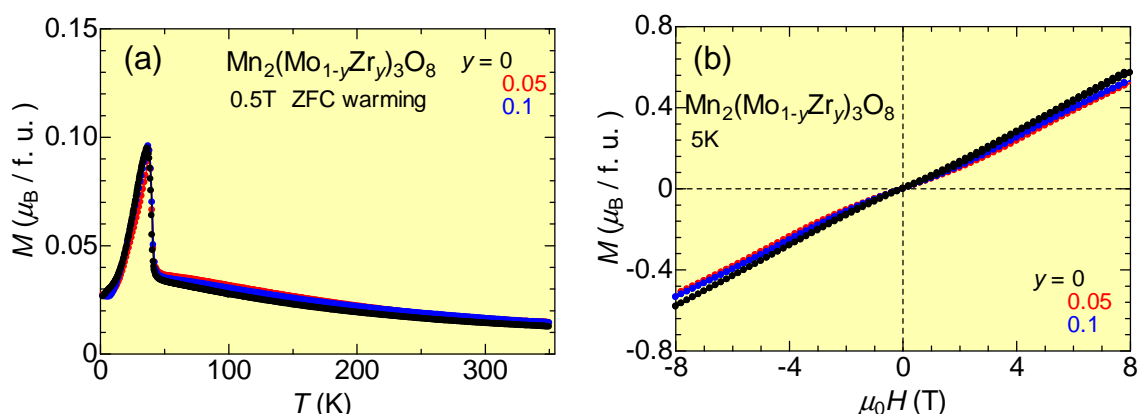 (a)
Mn2(Mo1-yZry)3O8 y = 0
0.05
0.1
0.5T ZFC warming
0.15
0.10
0.05
0
M (μB / f. u.)
0 100 200 300
T (K)
(b)
Mn2(Mo1-yZry)3O8
5K
y = 0
0.05
0.1
0.8
0.4
0
-0.4
-0.8
M (μB / f. u.)
-8 -4 0 4 8
μ0H (T)